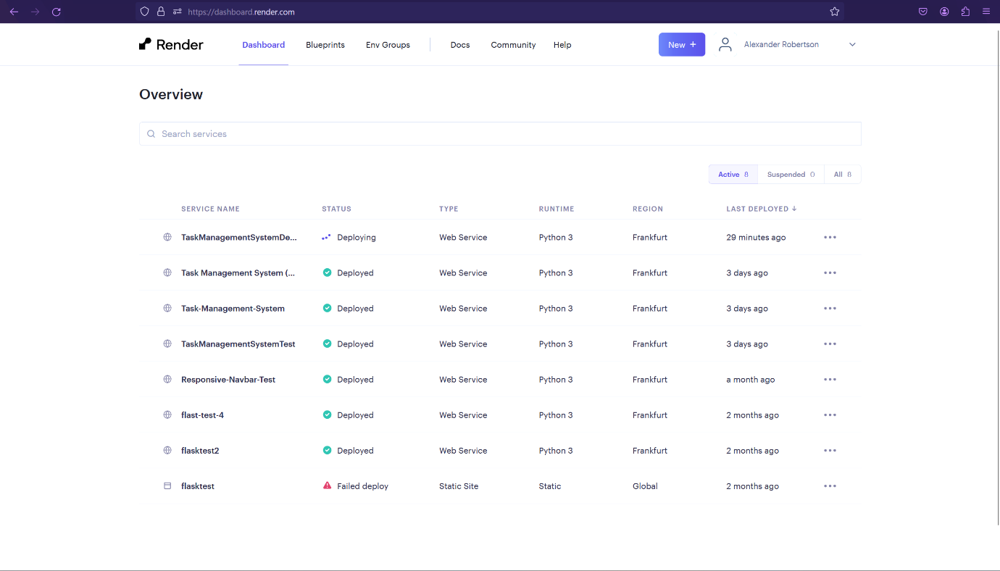 https://dashboard.render.com
Render Dashboard Blueprints Env Groups Docs Community Help New + Alexander Robertson
Overview
Search services
Active 8 Suspended 0 All 8
SERVICE NAME STATUS TYPE RUNTIME REGION LAST DEPLOYED ↓
TaskManagementSystemDe... Deploying Web Service Python 3 Frankfurt 29 minutes ago
Task Management System (... Deployed Web Service Python 3 Frankfurt 3 days ago
Task-Management-System Deployed Web Service Python 3 Frankfurt 3 days ago
TaskManagementSystemTest Deployed Web Service Python 3 Frankfurt 3 days ago
Responsive-Navbar-Test Deployed Web Service Python 3 Frankfurt a month ago
flast-test-4 Deployed Web Service Python 3 Frankfurt 2 months ago
flasktest2 Deployed Web Service Python 3 Frankfurt 2 months ago
flasktest Failed deploy Static Site Static Global 2 months ago